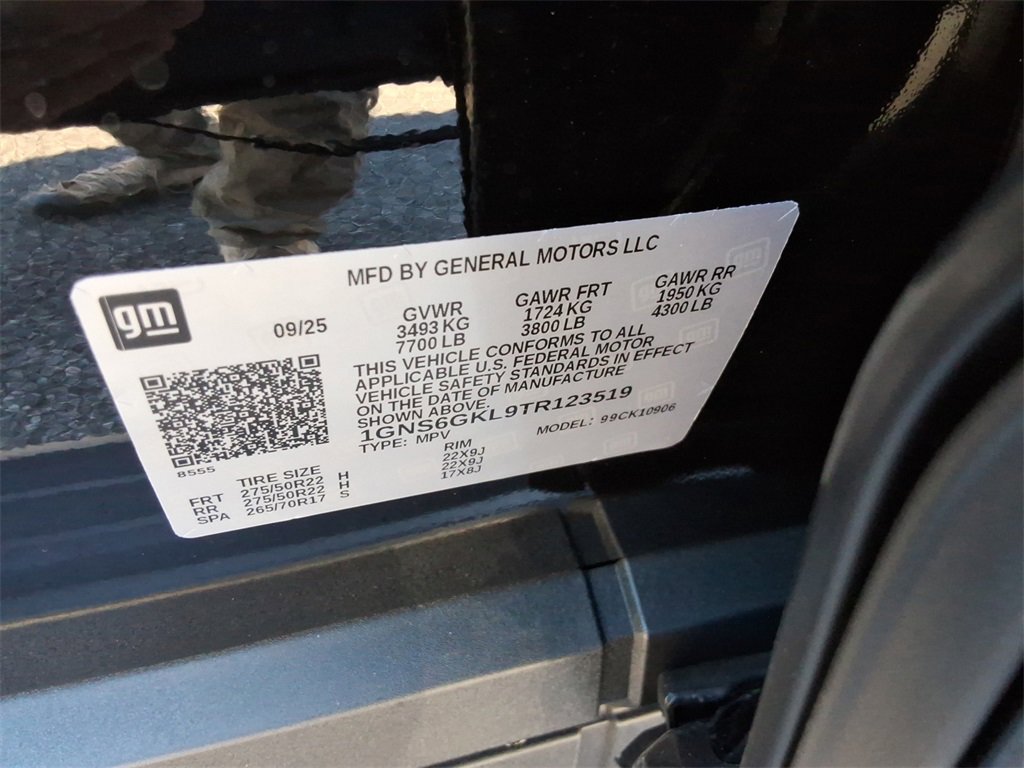 MFD BY GENERAL MOTORS LLC
gm
09/25
GVWR GAWR FRT GAWR RR
3493 KG 1724 KG 1950 KG
7700 LB 3800 LB 4300 LB
THIS VEHICLE CONFORMS TO ALL
APPLICABLE U.S. FEDERAL MOTOR
VEHICLE SAFETY STANDARDS IN EFFECT
ON THE DATE OF MANUFACTURE
SHOWN ABOVE.
1GNS6GKL9TR123519
TYPE: MPV MODEL: 99CK10906
8555
TIRE SIZE RIM
FRT 275/50R22 H 22X9J
RR 275/50R22 H 22X9J
SPA 265/70R17 S 17X8J